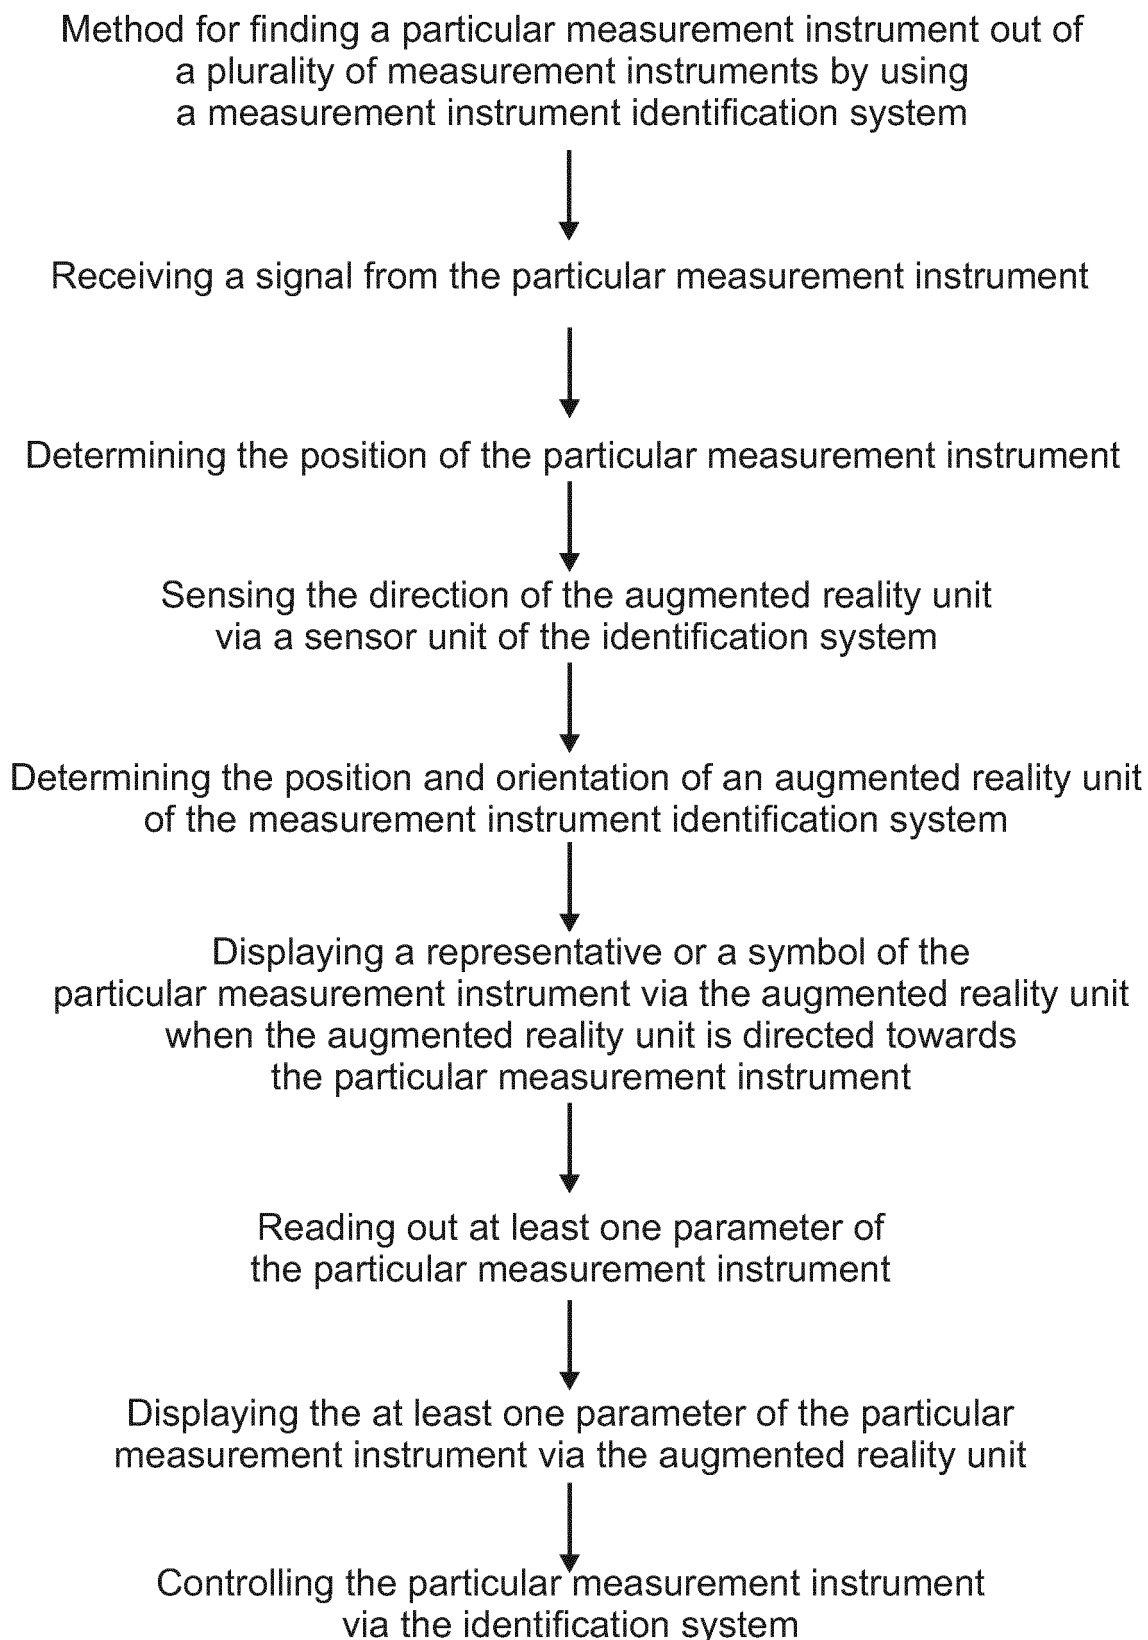 Method for finding a particular measurement instrument out of
a plurality of measurement instruments by using
a measurement instrument identification system
Receiving a signal from the particular measurement instrument
Determining the position of the particular measurement instrument
Sensing the direction of the augmented reality unit
via a sensor unit of the identification system
Determining the position and orientation of an augmented reality unit
of the measurement instrument identification system
Displaying a representative or a symbol of the
particular measurement instrument via the augmented reality unit
when the augmented reality unit is directed towards
the particular measurement instrument
Reading out at least one parameter of
the particular measurement instrument
Displaying the at least one parameter of the particular
measurement instrument via the augmented reality unit
Controlling the particular measurement instrument
via the identification system